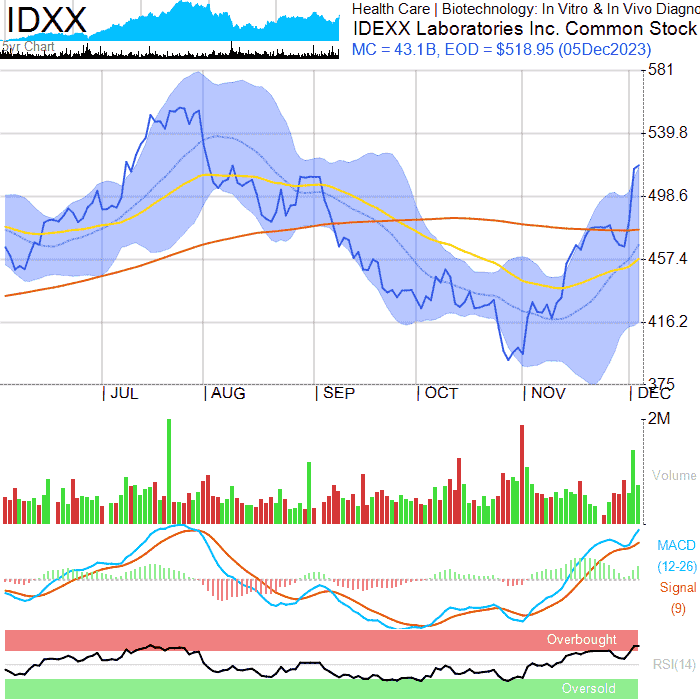 IDXX
5yr Chart
Health Care | Biotechnology: In Vitro & In Vivo Diagno
IDEXX Laboratories Inc. Common Stock
MC = 43.1B, EOD = $518.95 (05Dec2023)
581
539.8
498.6
457.4
416.2
375
| JUL | AUG | SEP | OCT | NOV | DEC
2M
Volume
MACD
(12-26)
Signal
(9)
Overbought
RSI(14)
Oversold